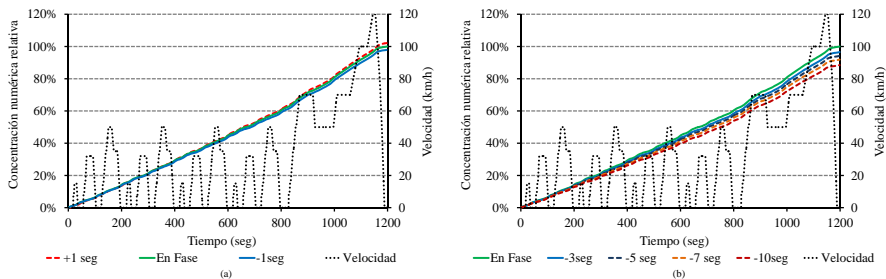 Concentración numérica relativa
120%
100%
80%
60%
40%
20%
0%
0 200 400 600 800 1000 1200
Tiempo (seg)
120
100
80
60
40
20
0
Velocidad (km/h)
+1 seg En Fase -1seg Velocidad
(a)
Concentración numérica relativa
120%
100%
80%
60%
40%
20%
0%
0 200 400 600 800 1000 1200
Tiempo (seg)
120
100
80
60
40
20
0
Velocidad (km/h)
En Fase -3seg -5 seg -7 seg -10seg Velocidad
(b)